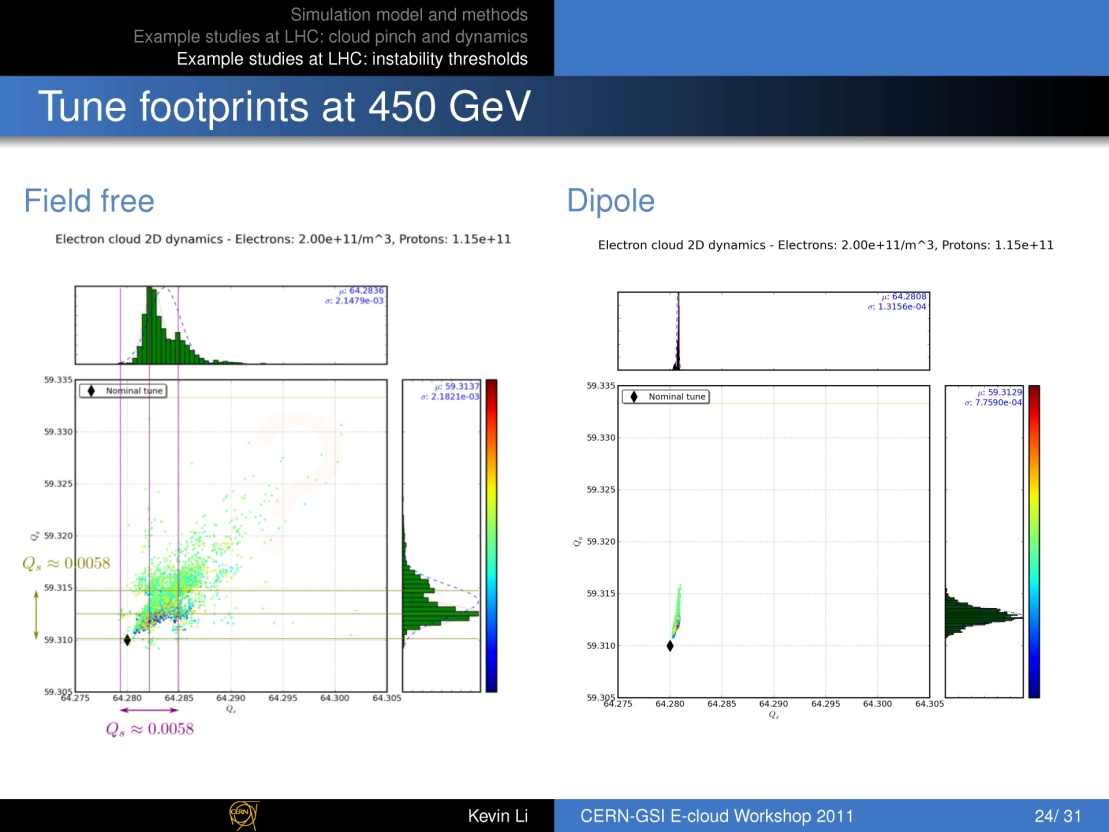 Simulation model and methods
Example studies at LHC: cloud pinch and dynamics
Example studies at LHC: instability thresholds
Tune footprints at 450 GeV
Field free
Electron cloud 2D dynamics - Electrons: 2.00e+11/m^3, Protons: 1.15e+11
μ: 64.2836
σ: 2.1479e-03
59.335
59.330
59.325
59.320
59.315
59.310
59.305
Nominal tune
?
μ: 59.3137
σ: 2.1821e-03
Q_y
Q_s ≈ 0.0058
64.275 64.280 64.285 64.290 64.295 64.300 64.305
Q_x
Q_s ≈ 0.0058
Dipole
Electron cloud 2D dynamics - Electrons: 2.00e+11/m^3, Protons: 1.15e+11
μ: 64.2808
σ: 1.3156e-04
59.335
59.330
59.325
59.320
59.315
59.310
59.305
Nominal tune
μ: 59.3129
σ: 7.7590e-04
Q_y
64.275 64.280 64.285 64.290 64.295 64.300 64.305
Q_x
CERN
Kevin Li
CERN-GSI E-cloud Workshop 2011
24/ 31